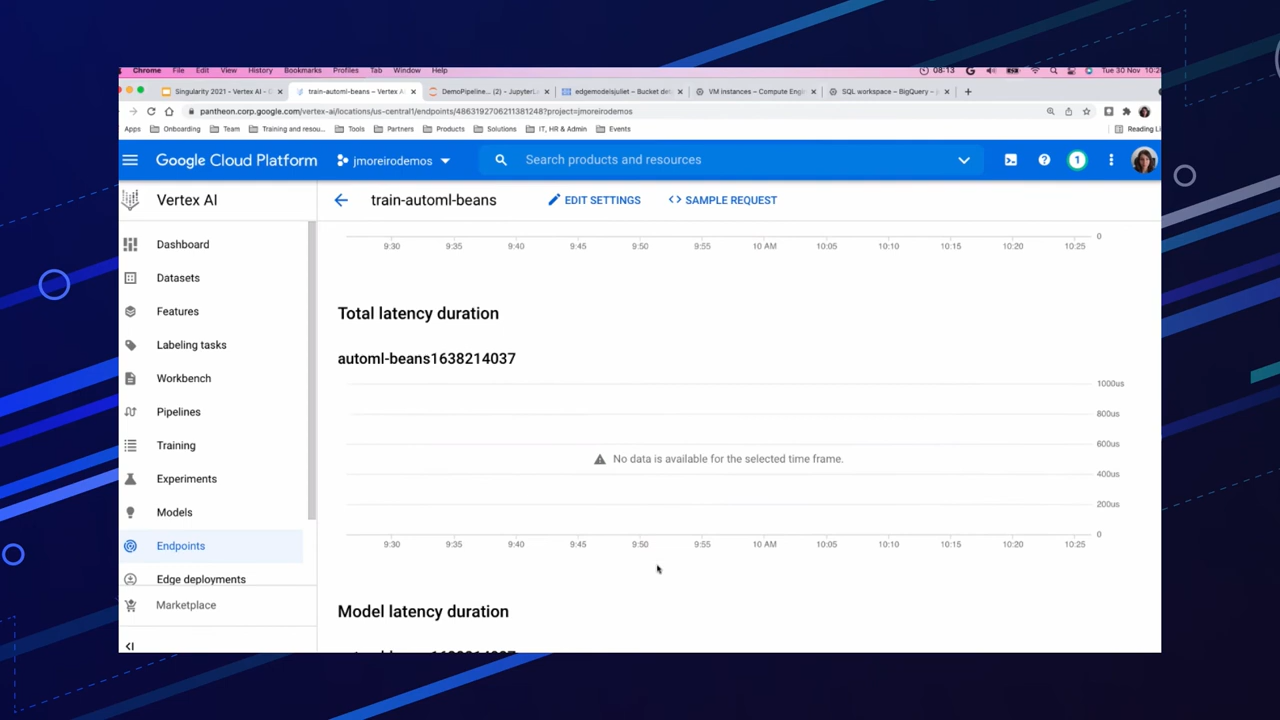 Chrome File Edit View History Bookmarks Profiles Tab Window Help 08:13 Tue 30 Nov
Singularity 2021 - Vertex AI - train-automl-beans – Vertex A DemoPipeline... (2) - JupyterL edgemodelsjuliet – Bucket det VM instances – Compute Engi SQL workspace – BigQuery –
pantheon.corp.google.com/vertex-ai/locations/us-central1/endpoints/4863192706211381248?project=jmoreirodemos
Apps Onboarding Team Training and resou... Tools Partners Products Solutions IT, HR & Admin Events Reading Li
Google Cloud Platform jmoreirodemos Search products and resources 1
Vertex AI train-automl-beans EDIT SETTINGS SAMPLE REQUEST
Dashboard
Datasets
Features
Labeling tasks
Workbench
Pipelines
Training
Experiments
Models
Endpoints
Edge deployments
Marketplace
0
9:30 9:35 9:40 9:45 9:50 9:55 10 AM 10:05 10:10 10:15 10:20 10:25
Total latency duration
automl-beans1638214037
1000us
800us
600us
No data is available for the selected time frame.
400us
200us
0
9:30 9:35 9:40 9:45 9:50 9:55 10 AM 10:05 10:10 10:15 10:20 10:25
Model latency duration